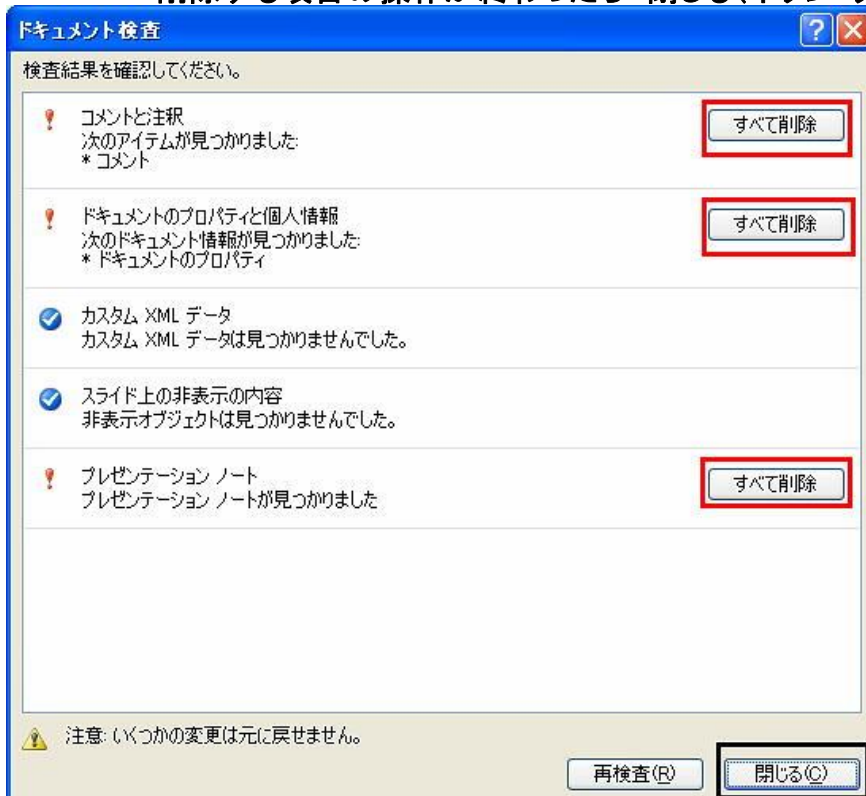 ドキュメント検査
検査結果を確認してください。
コメントと注釈
次のアイテムが見つかりました:
* コメント
すべて削除
ドキュメントのプロパティと個人情報
次のドキュメント情報が見つかりました:
* ドキュメントのプロパティ
すべて削除
カスタム XML データ
カスタム XML データは見つかりませんでした。
スライド上の非表示の内容
非表示オブジェクトは見つかりませんでした。
プレゼンテーション ノート
プレゼンテーション ノートが見つかりました
すべて削除
注意: いくつかの変更は元に戻せません。
再検査(R)
閉じる(C)